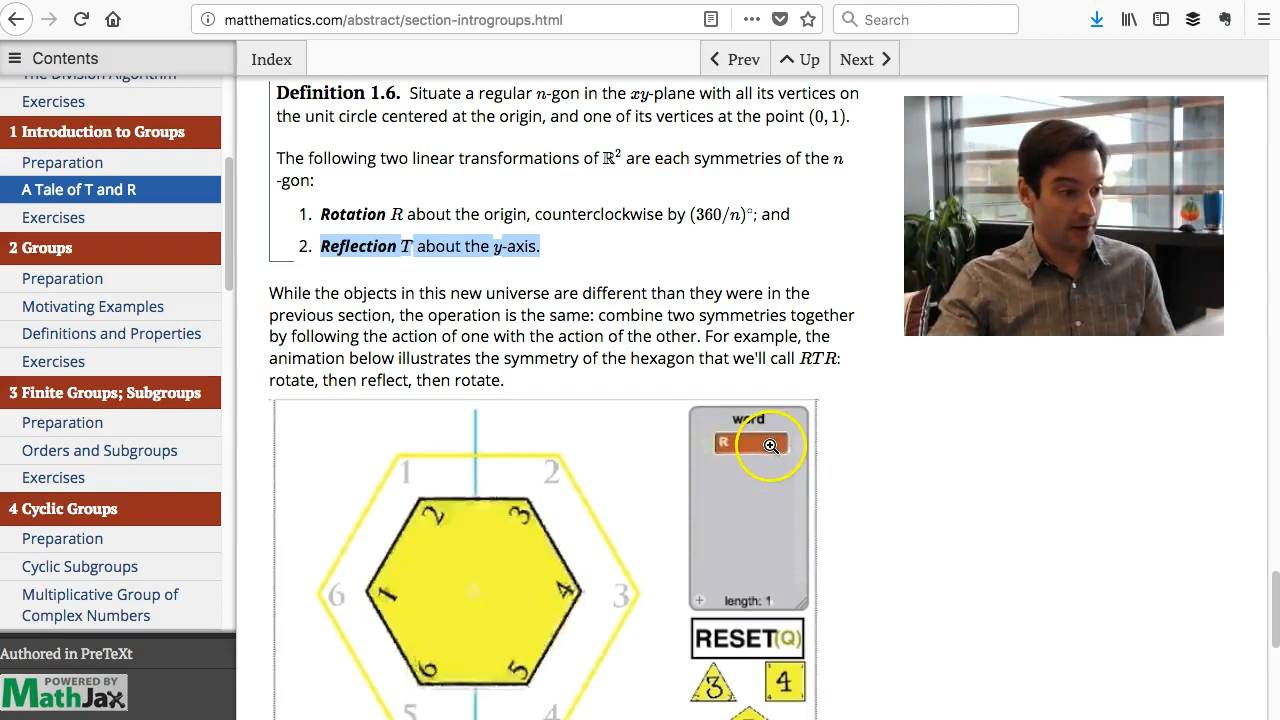 matthematics.com/abstract/section-introgroups.html
Search
Contents
Index
Prev
Up
Next
The Division Algorithm
Exercises
1 Introduction to Groups
Preparation
A Tale of T and R
Exercises
2 Groups
Preparation
Motivating Examples
Definitions and Properties
Exercises
3 Finite Groups; Subgroups
Preparation
Orders and Subgroups
Exercises
4 Cyclic Groups
Preparation
Cyclic Subgroups
Multiplicative Group of
Complex Numbers
Authored in PreTeXt
POWERED BY
MathJax
Definition 1.6. Situate a regular n-gon in the xy-plane with all its vertices on
the unit circle centered at the origin, and one of its vertices at the point (0, 1).
The following two linear transformations of ℝ² are each symmetries of the n
-gon:
1. Rotation R about the origin, counterclockwise by (360/n)°; and
2. Reflection T about the y-axis.
While the objects in this new universe are different than they were in the
previous section, the operation is the same: combine two symmetries together
by following the action of one with the action of the other. For example, the
animation below illustrates the symmetry of the hexagon that we'll call RTR:
rotate, then reflect, then rotate.
1 2
6 3
5 4
2 3
1 4
6 5
word
R
+ length: 1
RESET(Q)
3 4